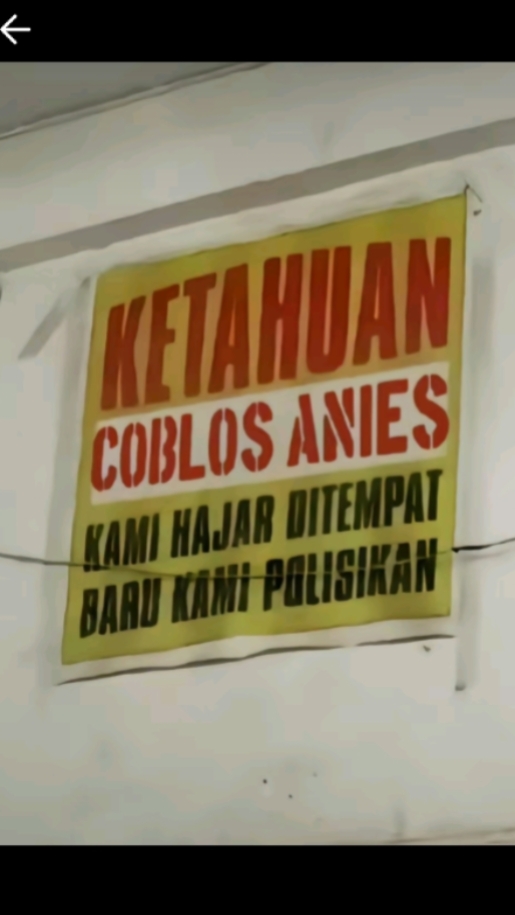 KETAHUAN
COBLOS ANIES
KAMI HAJAR DITEMPAT
BARU KAMI POLISIKAN